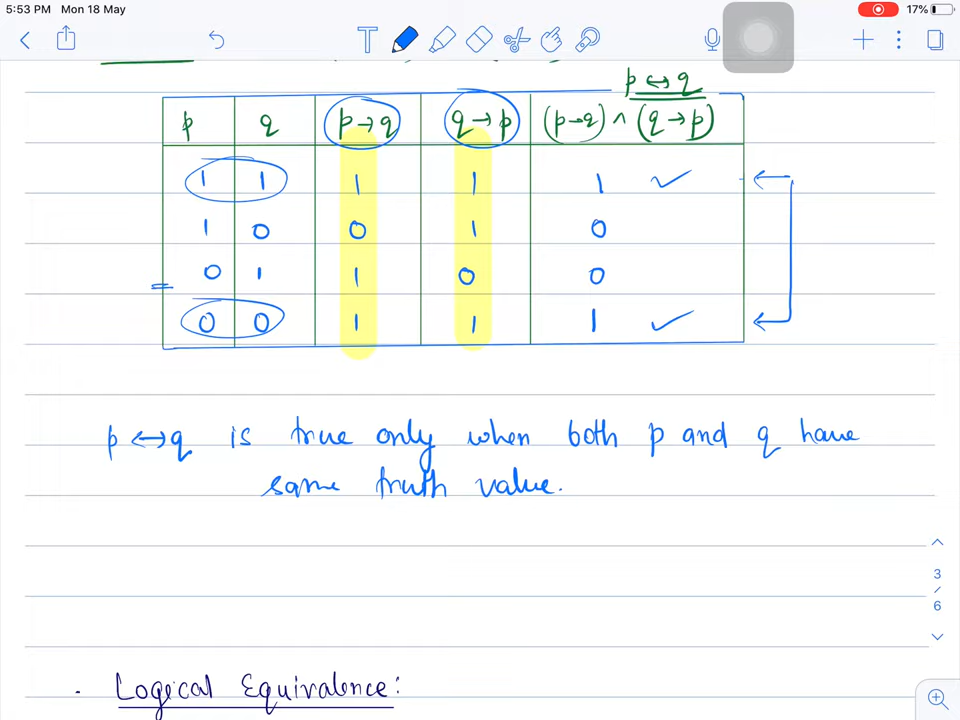 5:53 PM Mon 18 May
17%
T
p ↔ q
p q p→q q→p (p→q) ∧ (q→p)
1 1 1 1 1 ✓
1 0 0 1 0
0 1 1 0 0
0 0 1 1 1 ✓
p ↔ q is true only when both p and q have
same truth value.
3
/
6
· Logical Equivalence: